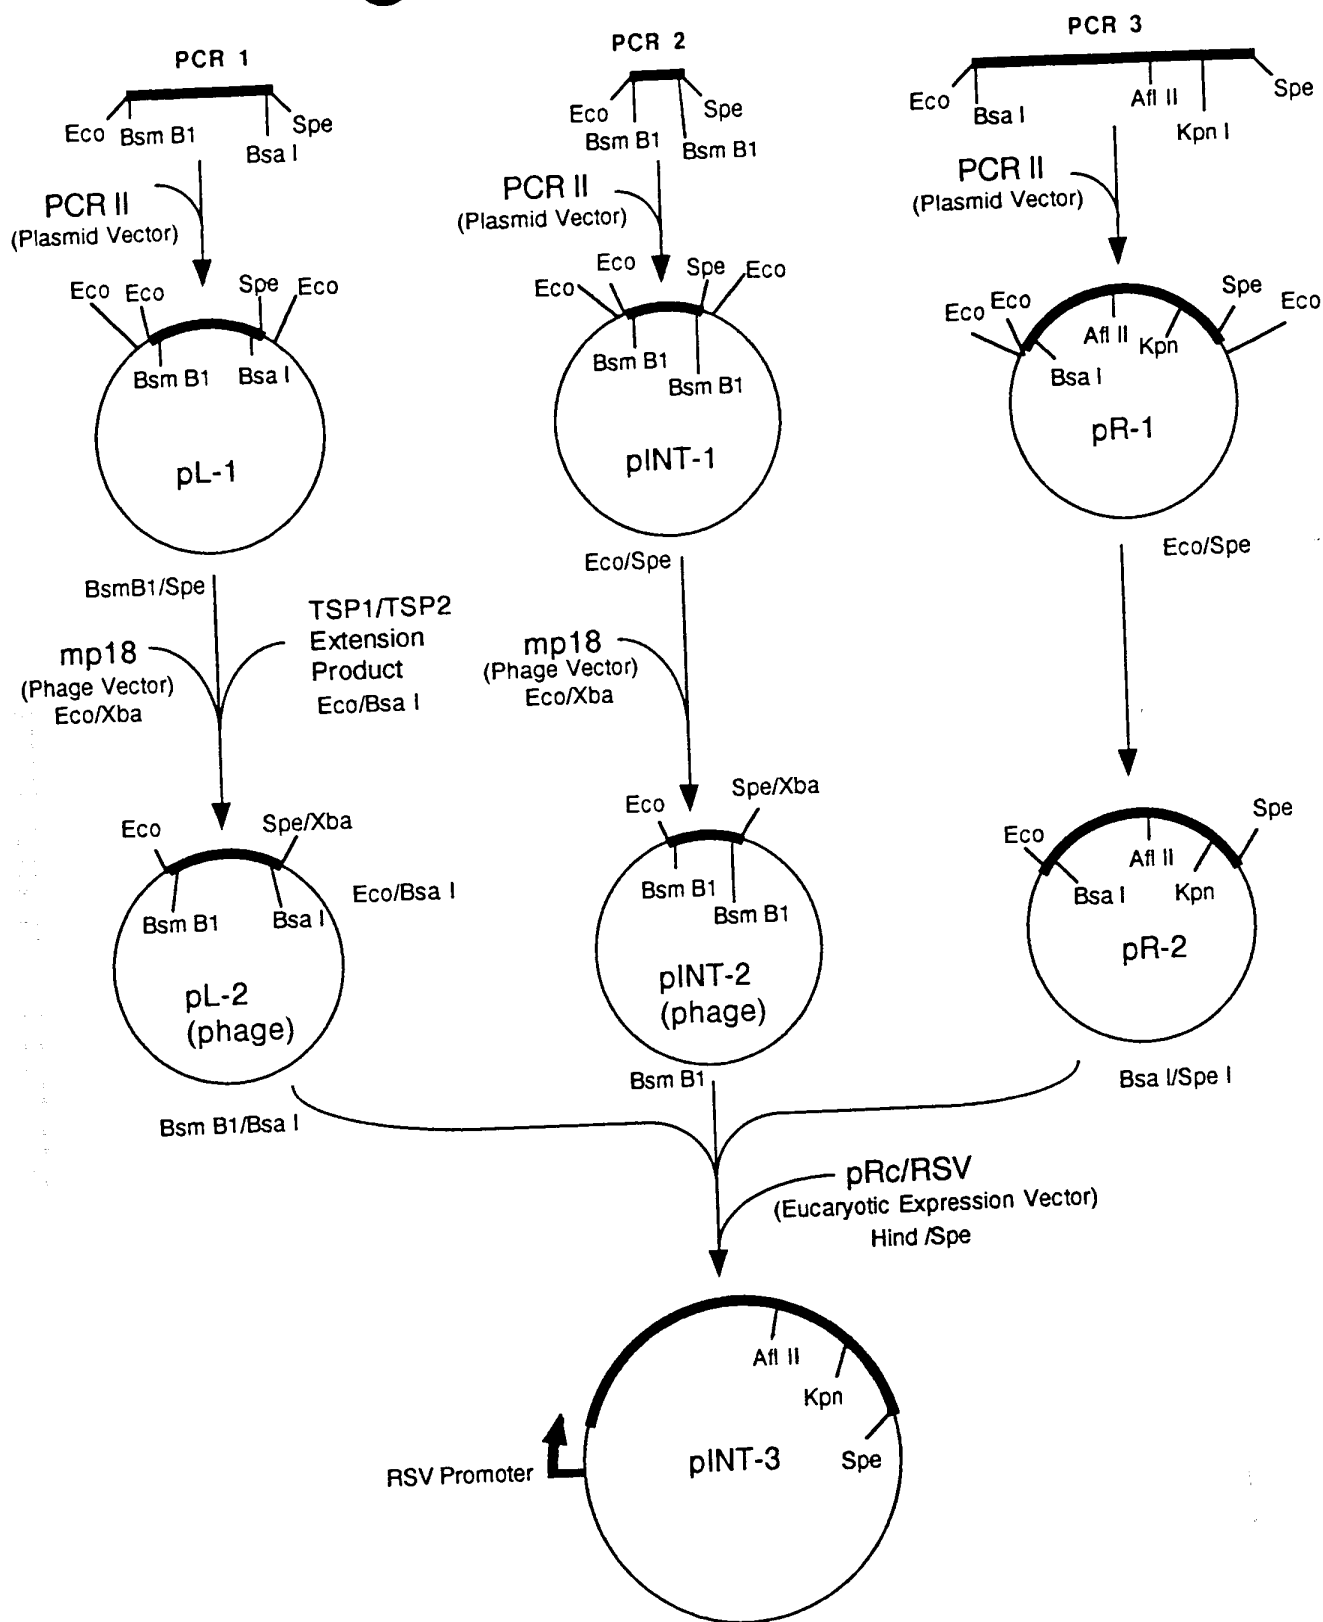 PCR 1
Eco
Bsm B1
Bsa I
Spe
PCR II
(Plasmid Vector)
Eco
Eco
Spe
Eco
Bsm B1
Bsa I
pL-1
BsmB1/Spe
TSP1/TSP2
Extension
Product
Eco/Bsa I
mp18
(Phage Vector)
Eco/Xba
Eco
Spe/Xba
Bsm B1
Bsa I
Eco/Bsa I
pL-2
(phage)
Bsm B1/Bsa I
PCR 2
Eco
Spe
Bsm B1
Bsm B1
PCR II
(Plasmid Vector)
Eco
Eco
Spe
Eco
Bsm B1
Bsm B1
pINT-1
Eco/Spe
mp18
(Phage Vector)
Eco/Xba
Eco
Spe/Xba
Bsm B1
Bsm B1
pINT-2
(phage)
Bsm B1
PCR 3
Eco
Bsa I
Afl II
Kpn I
Spe
PCR II
(Plasmid Vector)
Eco
Eco
Spe
Eco
Afl II
Kpn
Bsa I
pR-1
Eco/Spe
Eco
Spe
Afl II
Bsa I
Kpn
pR-2
Bsa I/Spe I
pRc/RSV
(Eucaryotic Expression Vector)
Hind /Spe
Afl II
Kpn
Spe
pINT-3
RSV Promoter